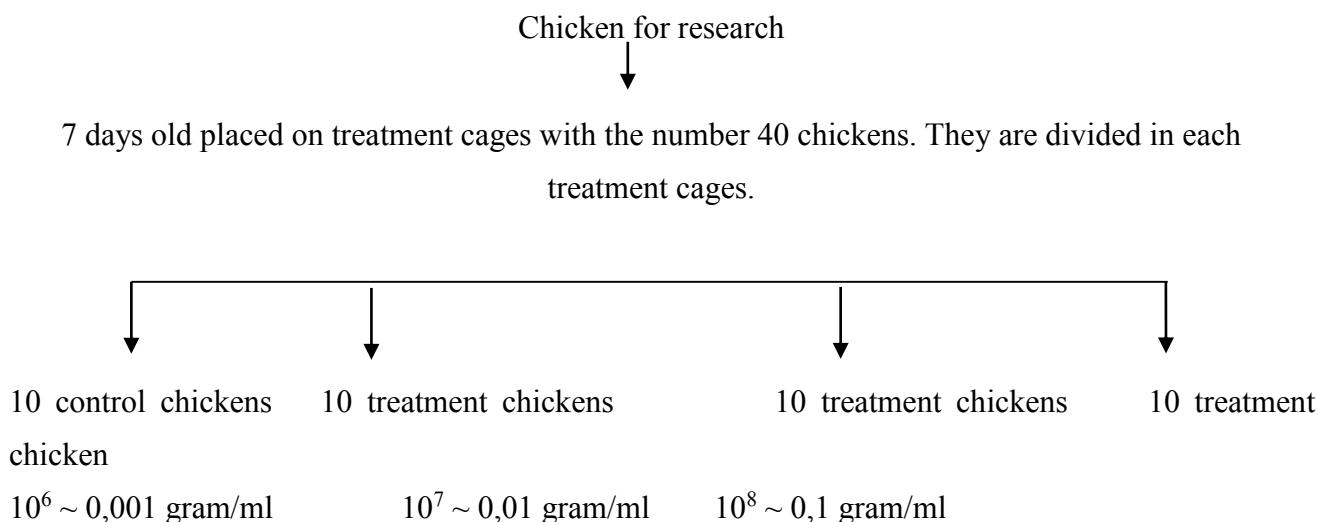 Chicken for research
7 days old placed on treatment cages with the number 40 chickens. They are divided in each
treatment cages.
10 control chickens 10 treatment chickens 10 treatment chickens 10 treatment
chicken
10⁶ ~ 0,001 gram/ml 10⁷ ~ 0,01 gram/ml 10⁸ ~ 0,1 gram/ml